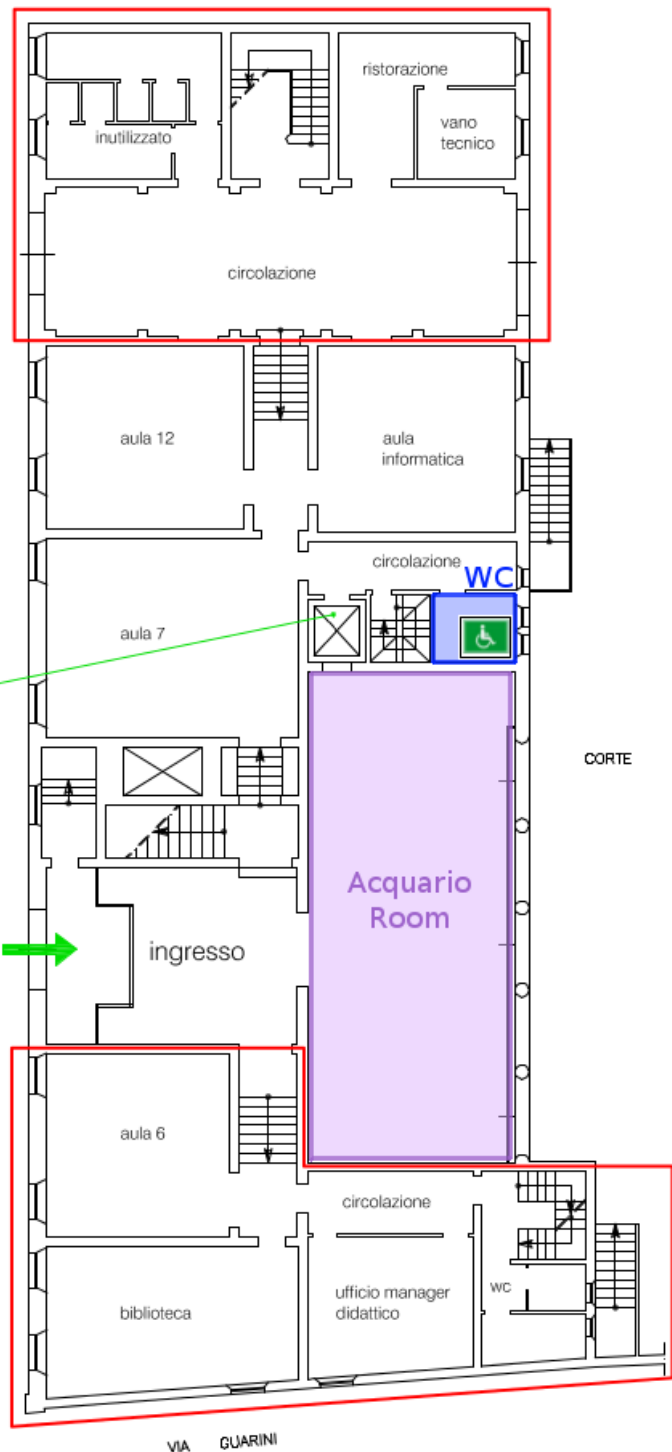 ristorazione
vano
tecnico
inutilizzato
circolazione
aula 12
aula
informatica
circolazione
WC
aula 7
CORTE
Acquario
Room
ingresso
aula 6
circolazione
WC
ufficio manager
didattico
biblioteca
VIA GUARINI